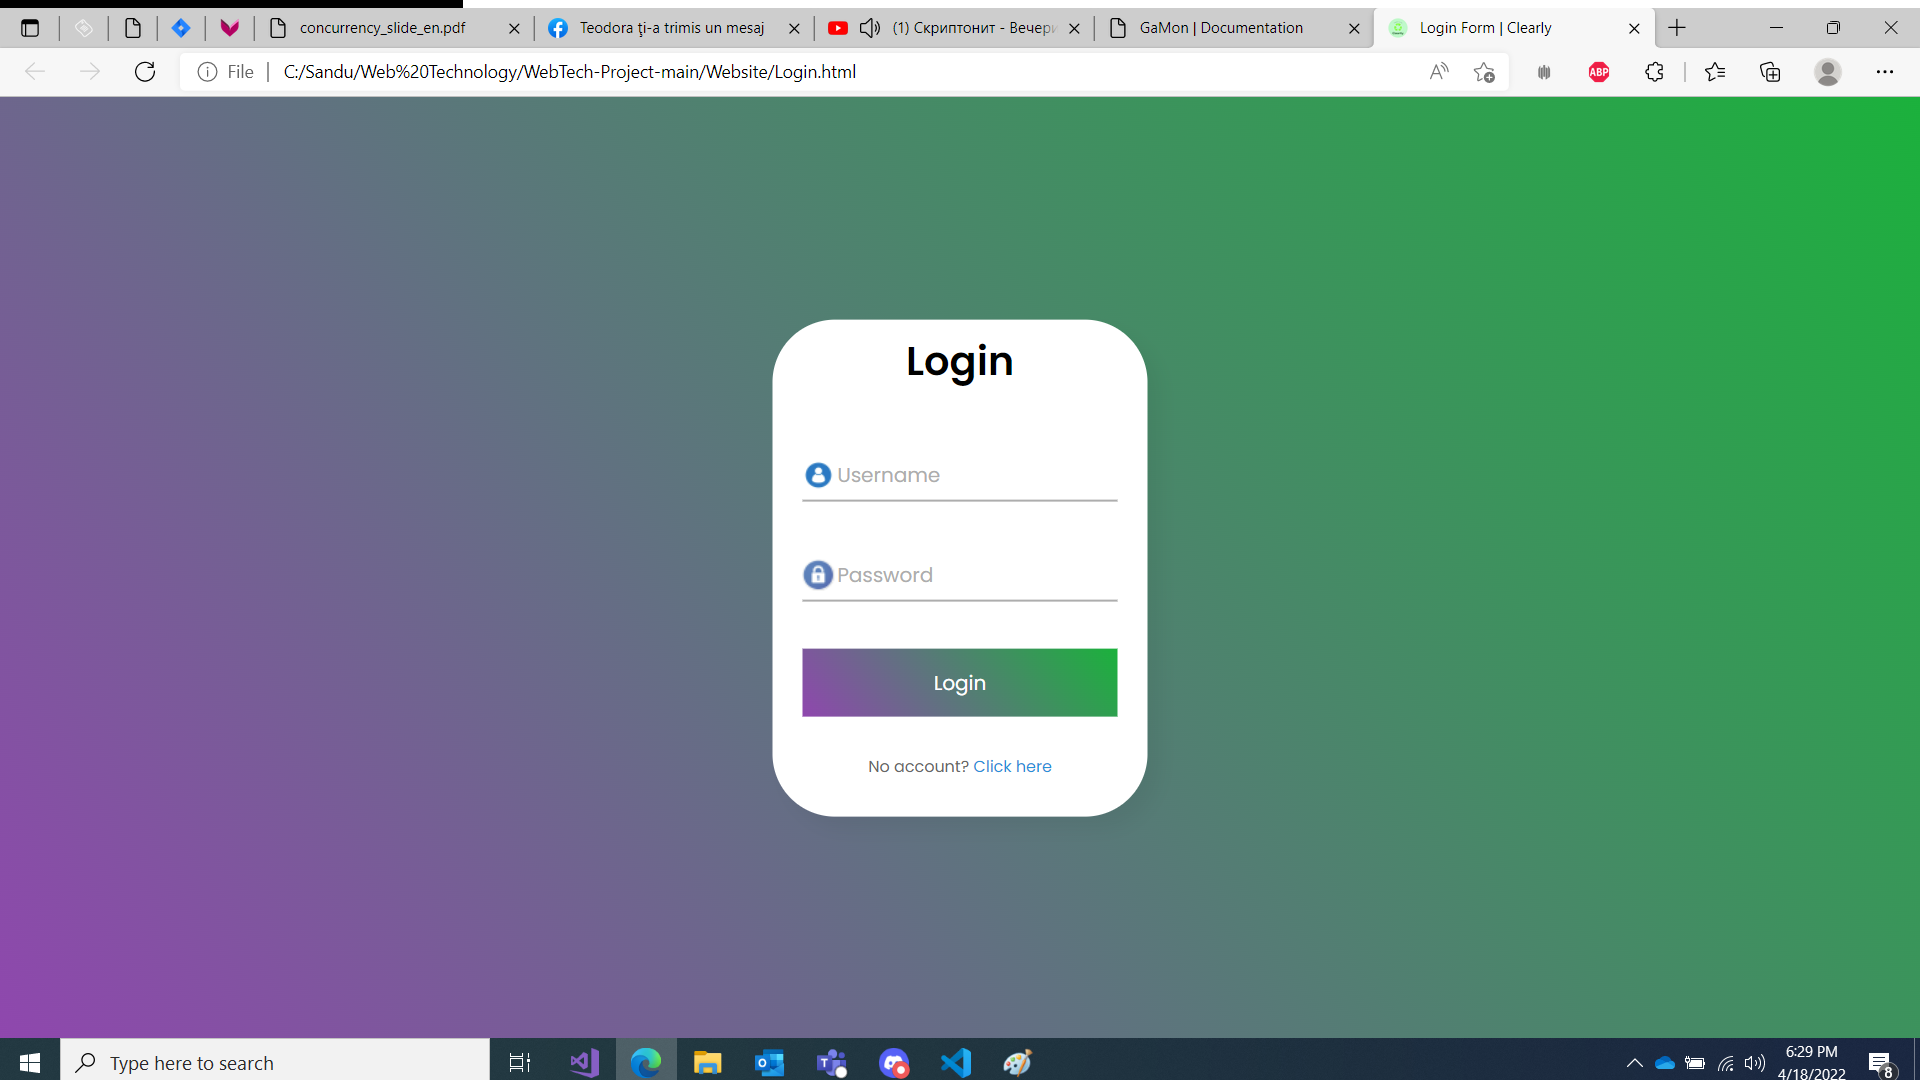 concurrency_slide_en.pdf
Teodora ţi-a trimis un mesaj
(1) Скриптонит - Вечери
GaMon | Documentation
Login Form | Clearly
File
C:/Sandu/Web%20Technology/WebTech-Project-main/Website/Login.html
ABP
Login
Username
Password
Login
No account? Click here
Type here to search
6:29 PM
4/18/2022
8